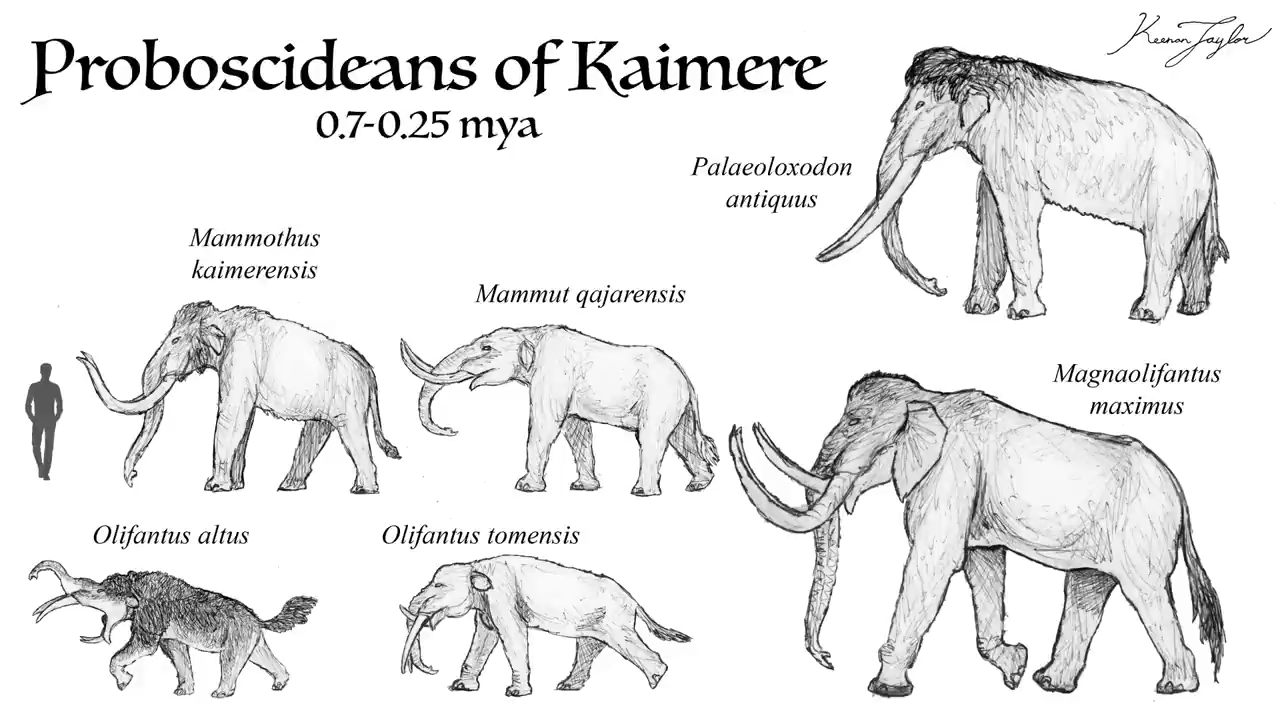 Proboscideans of Kaimere
0.7-0.25 mya
Keenan Taylor
Palaeoloxodon
antiquus
Mammothus
kaimerensis
Mammut qajarensis
Magnaolifantus
maximus
Olifantus altus
Olifantus tomensis